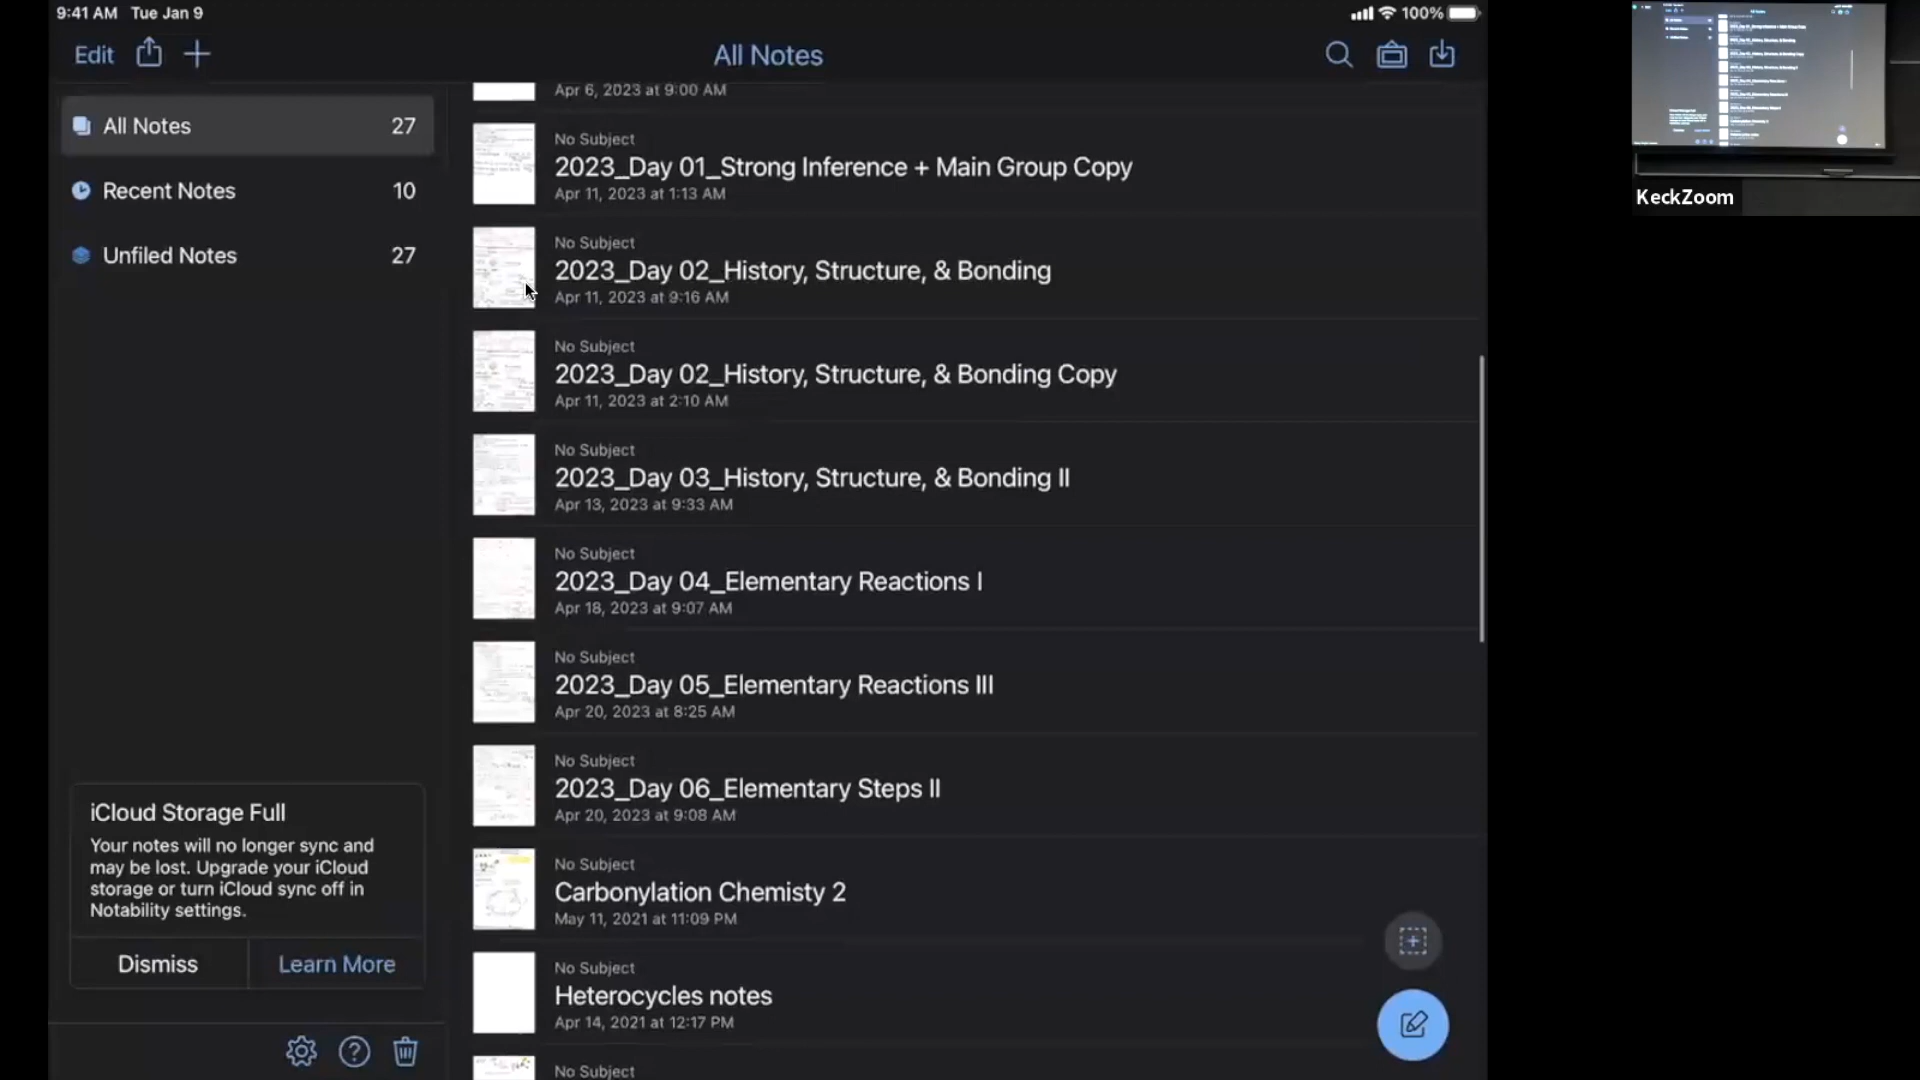 9:41 AM Tue Jan 9
100%
Edit
All Notes
All Notes 27
Recent Notes 10
Unfiled Notes 27
Apr 6, 2023 at 9:00 AM
No Subject
2023_Day 01_Strong Inference + Main Group Copy
Apr 11, 2023 at 1:13 AM
No Subject
2023_Day 02_History, Structure, & Bonding
Apr 11, 2023 at 9:16 AM
No Subject
2023_Day 02_History, Structure, & Bonding Copy
Apr 11, 2023 at 2:10 AM
No Subject
2023_Day 03_History, Structure, & Bonding II
Apr 13, 2023 at 9:33 AM
No Subject
2023_Day 04_Elementary Reactions I
Apr 18, 2023 at 9:07 AM
No Subject
2023_Day 05_Elementary Reactions III
Apr 20, 2023 at 8:25 AM
No Subject
2023_Day 06_Elementary Steps II
Apr 20, 2023 at 9:08 AM
No Subject
Carbonylation Chemisty 2
May 11, 2021 at 11:09 PM
No Subject
Heterocycles notes
Apr 14, 2021 at 12:17 PM
No Subject
iCloud Storage Full
Your notes will no longer sync and
may be lost. Upgrade your iCloud
storage or turn iCloud sync off in
Notability settings.
Dismiss Learn More
KeckZoom